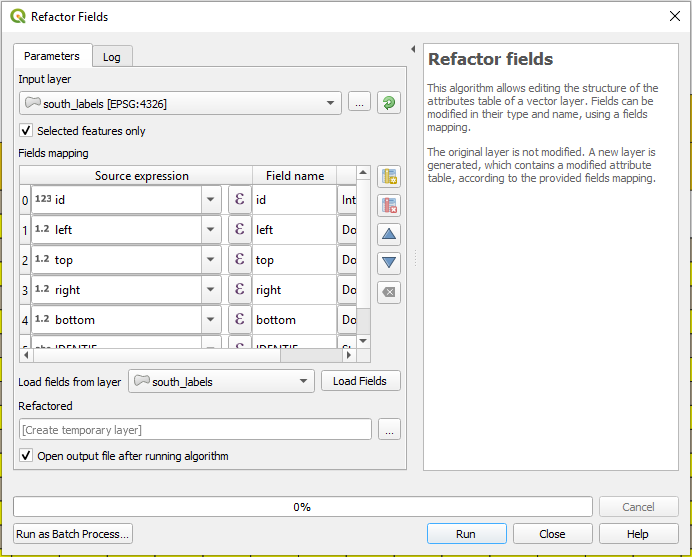 Refactor Fields
Parameters
Log
Input layer
south_labels [EPSG:4326]
...
Selected features only
Fields mapping
Source expression
Field name
0 123 id ε id Int
1 1.2 left ε left Do
2 1.2 top ε top Do
3 1.2 right ε right Do
4 1.2 bottom ε bottom Do
Load fields from layer
south_labels
Load Fields
Refactored
[Create temporary layer]
...
Open output file after running algorithm
Refactor fields
This algorithm allows editing the structure of the
attributes table of a vector layer. Fields can be
modified in their type and name, using a fields
mapping.
The original layer is not modified. A new layer is
generated, which contains a modified attribute
table, according to the provided fields mapping.
0%
Cancel
Run as Batch Process...
Run
Close
Help